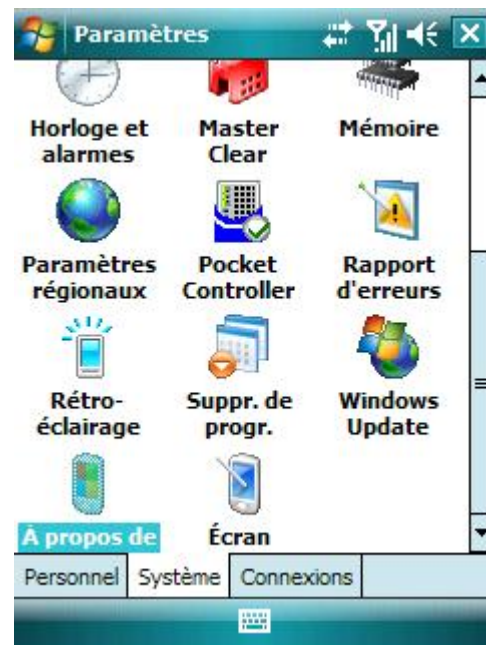 Paramètres
Horloge et alarmes
Master Clear
Mémoire
Paramètres régionaux
Pocket Controller
Rapport d'erreurs
Rétro-éclairage
Suppr. de progr.
Windows Update
À propos de
Écran
Personnel Système Connexions